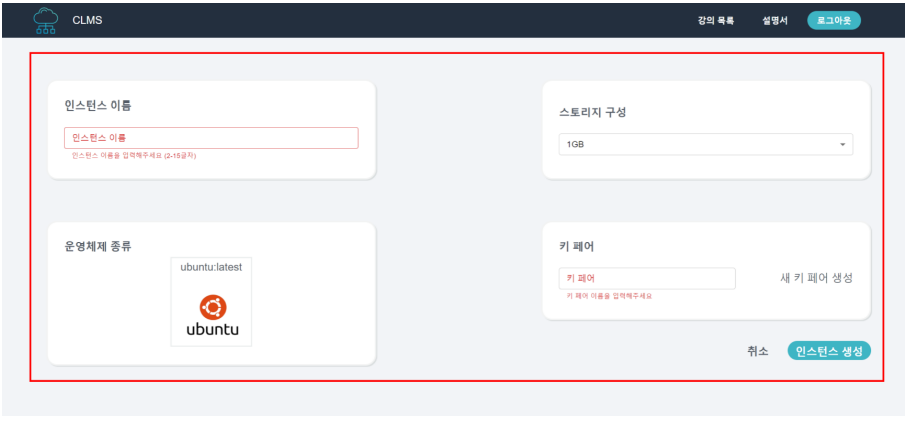 CLMS
강의 목록
설명서
로그아웃
인스턴스 이름
인스턴스 이름
인스턴스 이름을 입력해주세요 (2-15글자)
스토리지 구성
1GB
운영체제 종류
ubuntu:latest
ubuntu
키 페어
키 페어
키 페어 이름을 입력해주세요
새 키 페어 생성
취소
인스턴스 생성